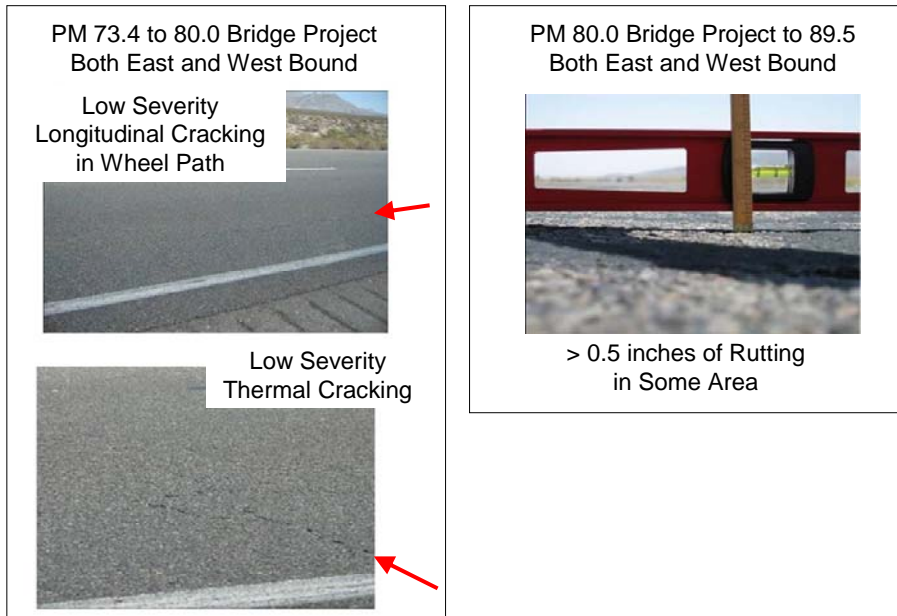 PM 73.4 to 80.0 Bridge Project
Both East and West Bound
Low Severity
Longitudinal Cracking
in Wheel Path
Low Severity
Thermal Cracking
PM 80.0 Bridge Project to 89.5
Both East and West Bound
> 0.5 inches of Rutting
in Some Area